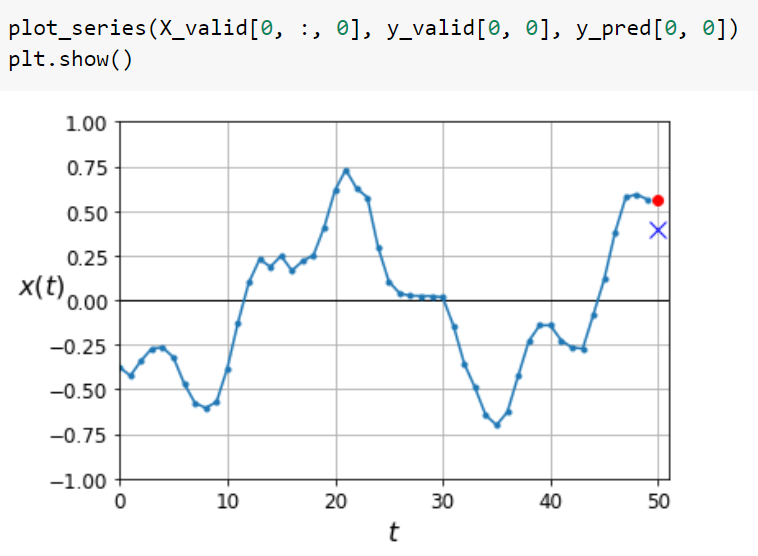 plot_series(X_valid[0, :, 0], y_valid[0, 0], y_pred[0, 0])
plt.show()
1.00
0.75
0.50
0.25
x(t)
0.00
−0.25
−0.50
−0.75
−1.00
0 10 20 30 40 50
t